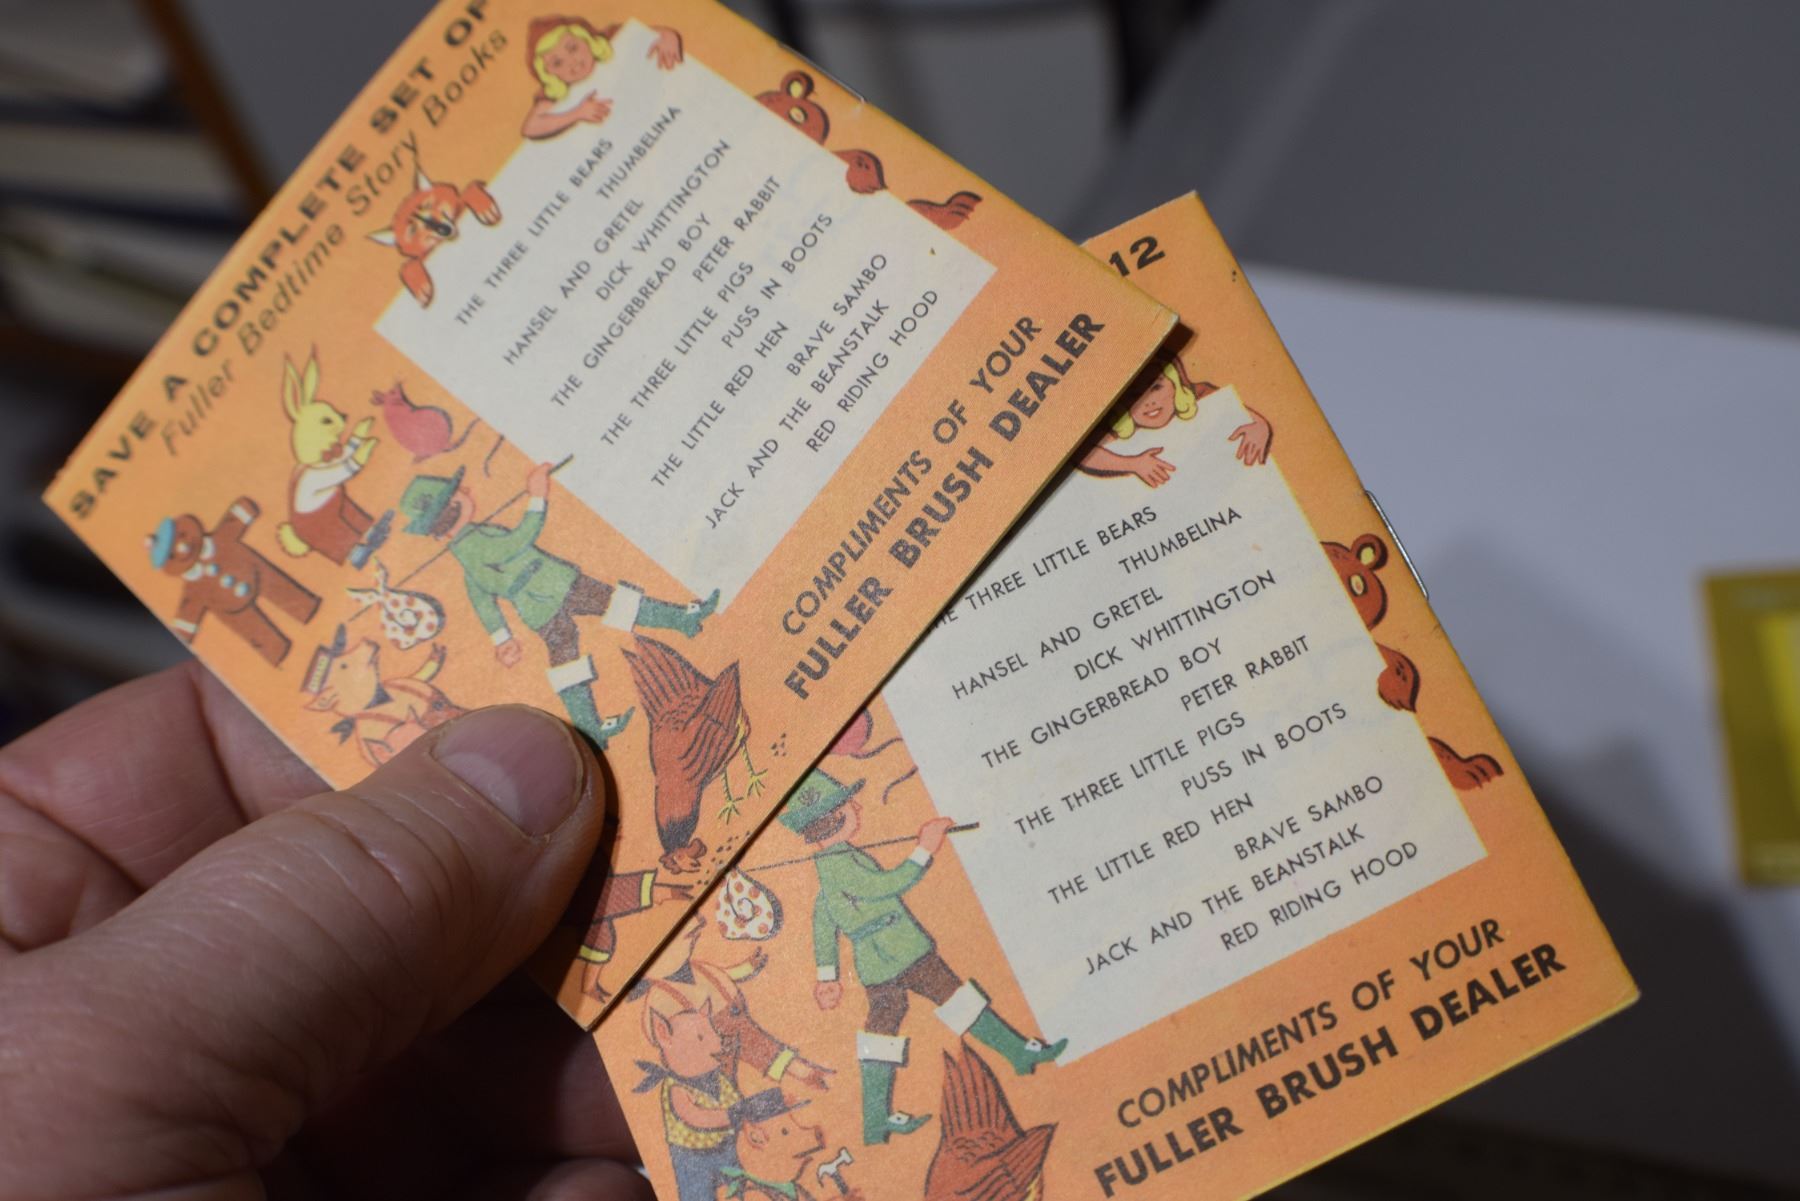 SAVE A COMPLETE SET OF
Fuller Bedtime Story Books
THE THREE LITTLE BEARS
THUMBELINA
HANSEL AND GRETEL
DICK WHITTINGTON
THE GINGERBREAD BOY
PETER RABBIT
THE THREE LITTLE PIGS
PUSS IN BOOTS
THE LITTLE RED HEN
BRAVE SAMBO
JACK AND THE BEANSTALK
RED RIDING HOOD
COMPLIMENTS OF YOUR
FULLER BRUSH DEALER
12
THREE LITTLE BEARS
THUMBELINA
HANSEL AND GRETEL
DICK WHITTINGTON
THE GINGERBREAD BOY
PETER RABBIT
THE THREE LITTLE PIGS
PUSS IN BOOTS
THE LITTLE RED HEN
BRAVE SAMBO
JACK AND THE BEANSTALK
RED RIDING HOOD
COMPLIMENTS OF YOUR
FULLER BRUSH DEALER